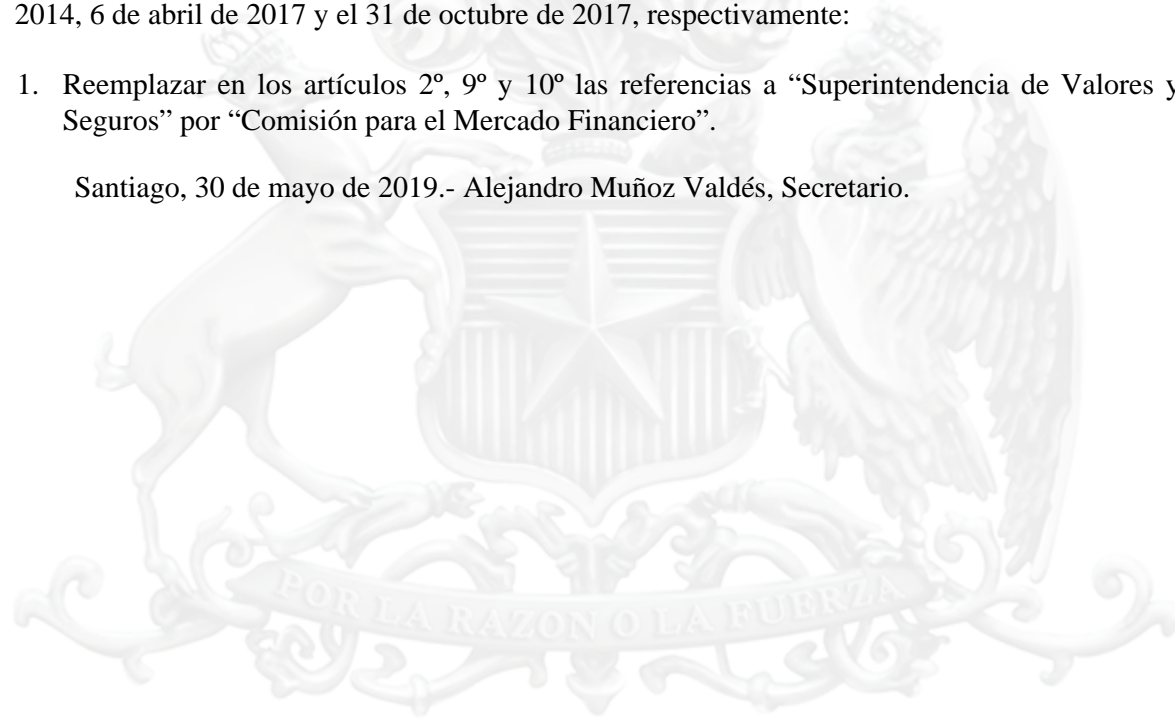 2014, 6 de abril de 2017 y el 31 de octubre de 2017, respectivamente:
1. Reemplazar en los artículos 2º, 9º y 10º las referencias a “Superintendencia de Valores y
Seguros” por “Comisión para el Mercado Financiero”.
Santiago, 30 de mayo de 2019.- Alejandro Muñoz Valdés, Secretario.
POR LA RAZON O LA FUERZA